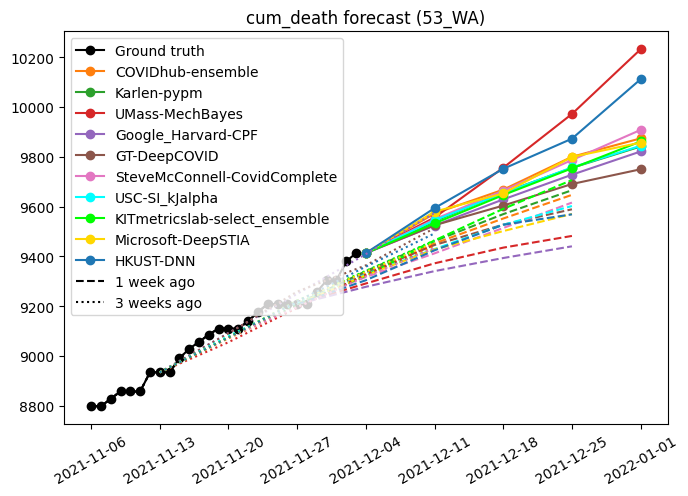 cum_death forecast (53_WA)
10200
10000
9800
9600
9400
9200
9000
8800
Ground truth
COVIDhub-ensemble
Karlen-pypm
UMass-MechBayes
Google_Harvard-CPF
GT-DeepCOVID
SteveMcConnell-CovidComplete
USC-SI_kJalpha
KITmetricslab-select_ensemble
Microsoft-DeepSTIA
HKUST-DNN
1 week ago
3 weeks ago
2021-11-06
2021-11-13
2021-11-20
2021-11-27
2021-12-04
2021-12-11
2021-12-18
2021-12-25
2022-01-01